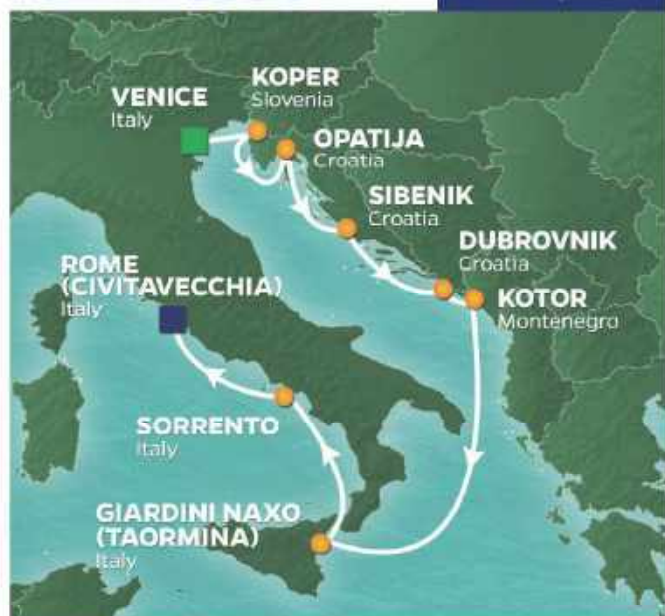 KOPER
Slovenia
VENICE
Italy
OPATIJA
Croatia
SIBENIK
Croatia
DUBROVNIK
Croatia
ROME
(CIVITAVECCHIA)
Italy
KOTOR
Montenegro
SORRENTO
Italy
GIARDINI NAXO
(TAORMINA)
Italy